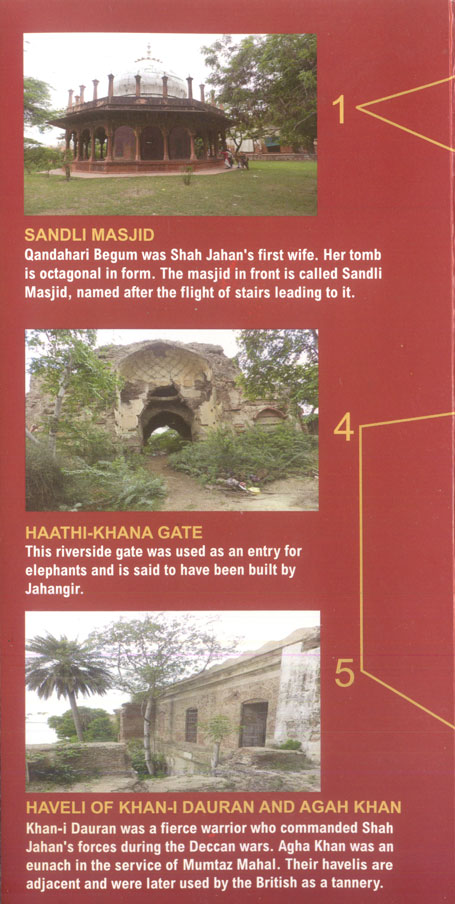 1
SANDLI MASJID
Qandahari Begum was Shah Jahan's first wife. Her tomb
is octagonal in form. The masjid in front is called Sandli
Masjid, named after the flight of stairs leading to it.
4
HAATHI-KHANA GATE
This riverside gate was used as an entry for
elephants and is said to have been built by
Jahangir.
5
HAVELI OF KHAN-I DAURAN AND AGAH KHAN
Khan-i Dauran was a fierce warrior who commanded Shah
Jahan's forces during the Deccan wars. Agha Khan was an
eunach in the service of Mumtaz Mahal. Their havelis are
adjacent and were later used by the British as a tannery.